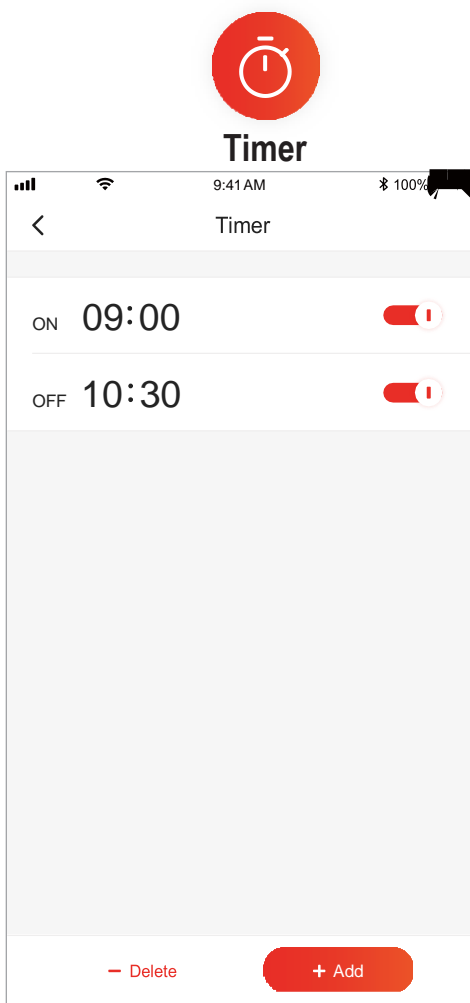 Timer
9:41 AM 100%
Timer
ON 09:00
OFF 10:30
Delete + Add